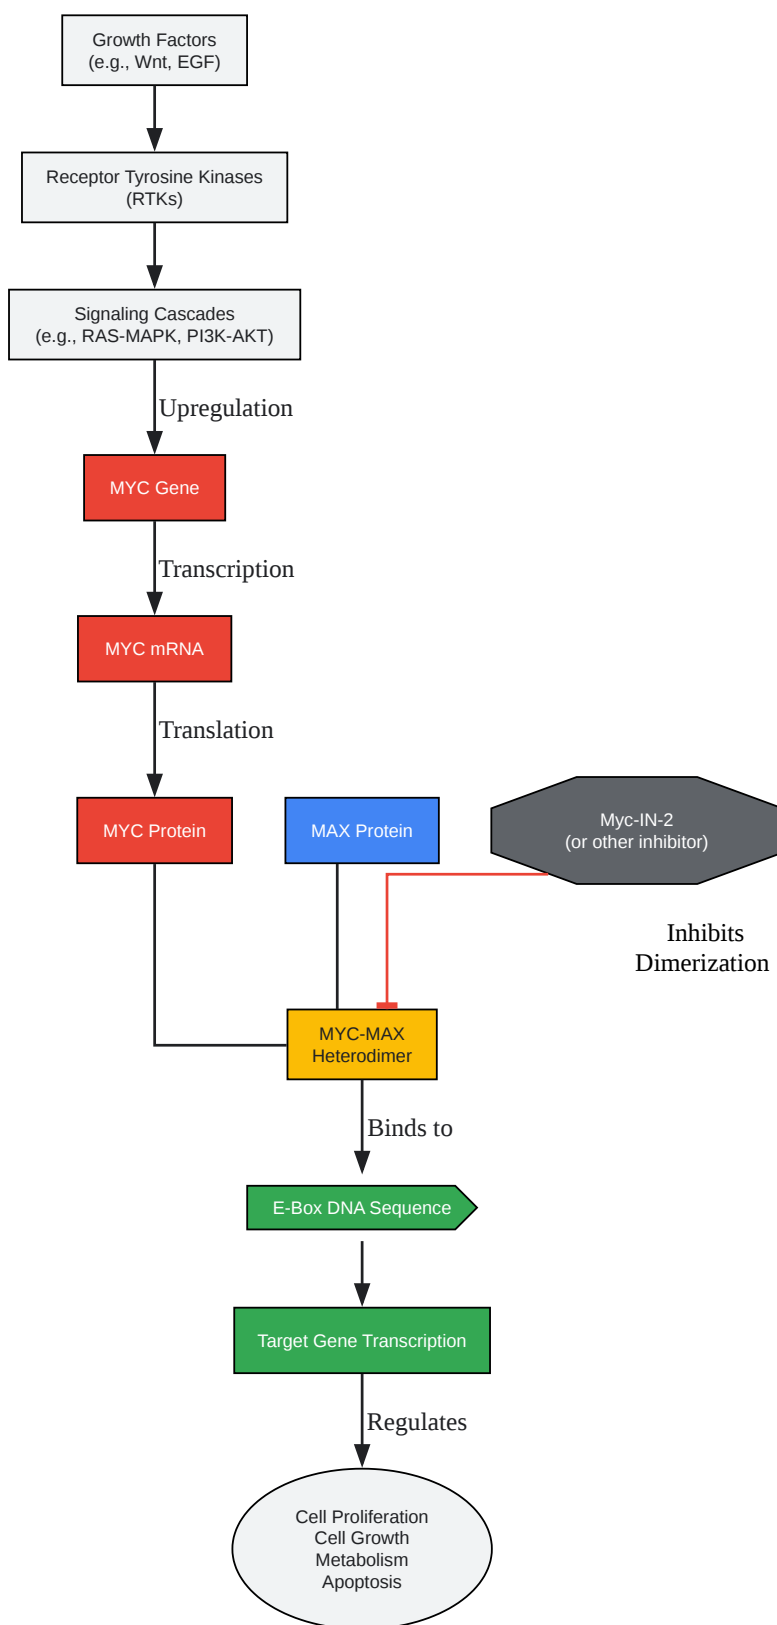 Growth Factors
(e.g., Wnt, EGF)
Receptor Tyrosine Kinases
(RTKs)
Signaling Cascades
(e.g., RAS-MAPK, PI3K-AKT)
Upregulation
MYC Gene
Transcription
MYC mRNA
Translation
MYC Protein
MAX Protein
Myc-IN-2
(or other inhibitor)
Inhibits
Dimerization
MYC-MAX
Heterodimer
Binds to
E-Box DNA Sequence
Target Gene Transcription
Regulates
Cell Proliferation
Cell Growth
Metabolism
Apoptosis